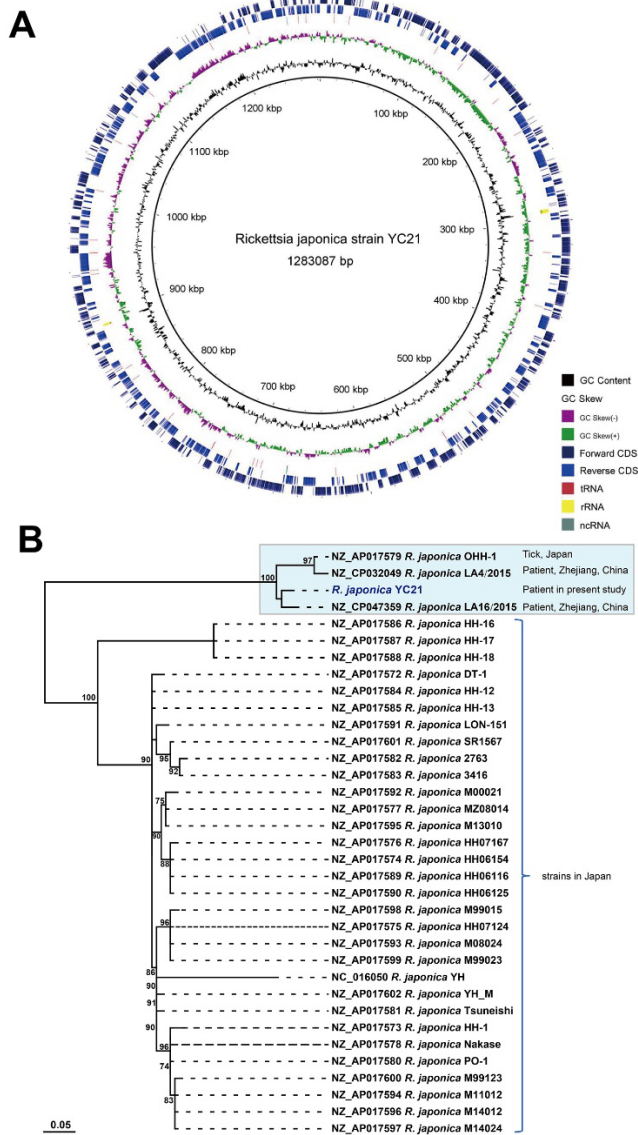 A
1200 kbp
100 kbp
1100 kbp
200 kbp
1000 kbp
300 kbp
Rickettsia japonica strain YC21
1283087 bp
900 kbp
400 kbp
800 kbp
500 kbp
700 kbp
600 kbp
GC Content
GC Skew
GC Skew(-)
GC Skew(+)
Forward CDS
Reverse CDS
tRNA
rRNA
ncRNA
B
97 NZ_AP017579 R. japonica OHH-1 Tick, Japan
NZ_CP032049 R. japonica LA4/2015 Patient, Zhejiang, China
100 R. japonica YC21 Patient in present study
NZ_CP047359 R. japonica LA16/2015 Patient, Zhejiang, China
NZ_AP017586 R. japonica HH-16
NZ_AP017587 R. japonica HH-17
NZ_AP017588 R. japonica HH-18
NZ_AP017572 R. japonica DT-1
100
NZ_AP017584 R. japonica HH-12
NZ_AP017585 R. japonica HH-13
NZ_AP017591 R. japonica LON-151
NZ_AP017601 R. japonica SR1567
90 95 NZ_AP017582 R. japonica 2763
92 NZ_AP017583 R. japonica 3416
75 NZ_AP017592 R. japonica M00021
NZ_AP017577 R. japonica MZ08014
NZ_AP017595 R. japonica M13010
90 NZ_AP017576 R. japonica HH07167
88 NZ_AP017574 R. japonica HH06154
NZ_AP017589 R. japonica HH06116 strains in Japan
NZ_AP017590 R. japonica HH06125
NZ_AP017598 R. japonica M99015
96 NZ_AP017575 R. japonica HH07124
NZ_AP017593 R. japonica M08024
NZ_AP017599 R. japonica M99023
86 NC_016050 R. japonica YH
90 NZ_AP017602 R. japonica YH_M
91 NZ_AP017581 R. japonica Tsuneishi
90 NZ_AP017573 R. japonica HH-1
96 NZ_AP017578 R. japonica Nakase
74 NZ_AP017580 R. japonica PO-1
NZ_AP017600 R. japonica M99123
83 NZ_AP017594 R. japonica M11012
NZ_AP017596 R. japonica M14012
NZ_AP017597 R. japonica M14024
0.05